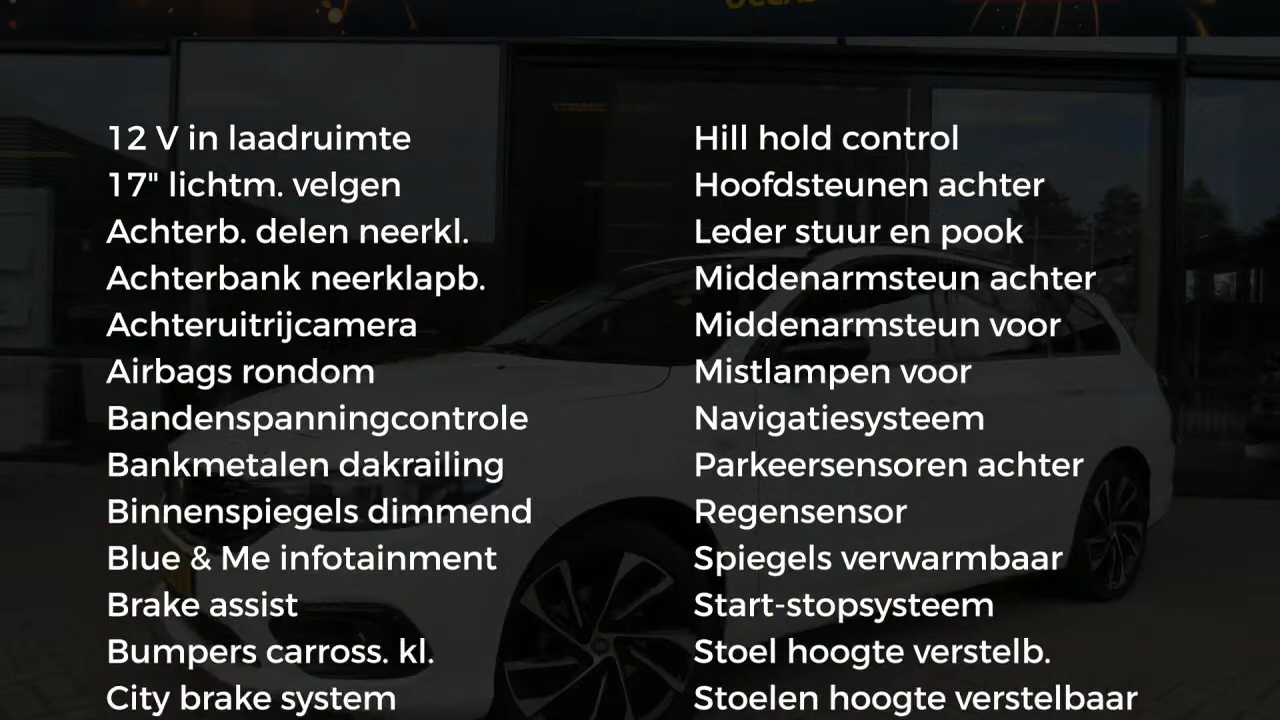 12 V in laadruimte
17" lichtm. velgen
Achterb. delen neerkl.
Achterbank neerklapb.
Achteruitrijcamera
Airbags rondom
Bandenspanningcontrole
Bankmetalen dakrailing
Binnenspiegels dimmend
Blue & Me infotainment
Brake assist
Bumpers carross. kl.
City brake system
Hill hold control
Hoofdsteunen achter
Leder stuur en pook
Middenarmsteun achter
Middenarmsteun voor
Mistlampen voor
Navigatiesysteem
Parkeersensoren achter
Regensensor
Spiegels verwarmbaar
Start-stopsysteem
Stoel hoogte verstelb.
Stoelen hoogte verstelbaar